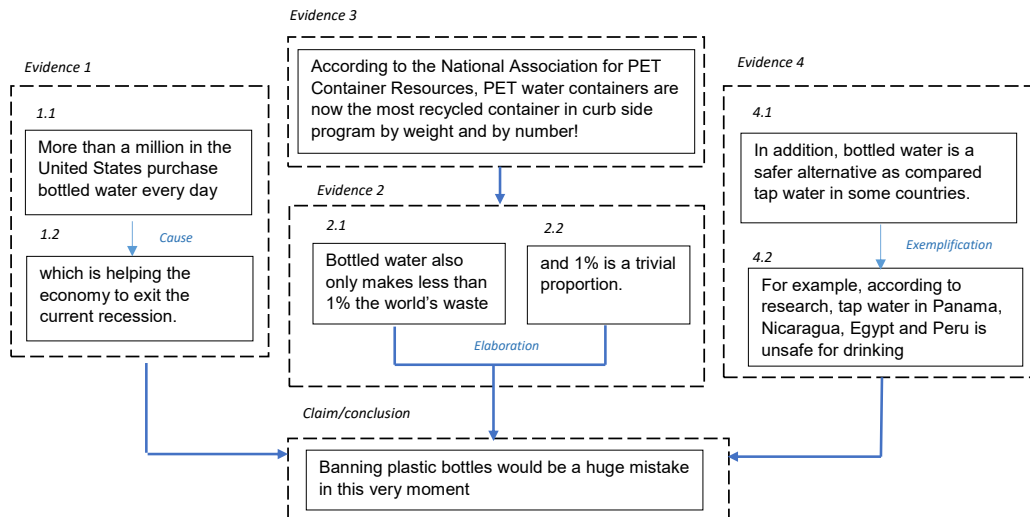 Evidence 3
According to the National Association for PET
Container Resources, PET water containers are
now the most recycled container in curb side
program by weight and by number!
Evidence 1
1.1
More than a million in the
United States purchase
bottled water every day
Cause
1.2
which is helping the
economy to exit the
current recession.
Evidence 2
2.1
Bottled water also
only makes less than
1% the world's waste
2.2
and 1% is a trivial
proportion.
Elaboration
Evidence 4
4.1
In addition, bottled water is a
safer alternative as compared
tap water in some countries.
Exemplification
4.2
For example, according to
research, tap water in Panama,
Nicaragua, Egypt and Peru is
unsafe for drinking
Claim/conclusion
Banning plastic bottles would be a huge mistake
in this very moment